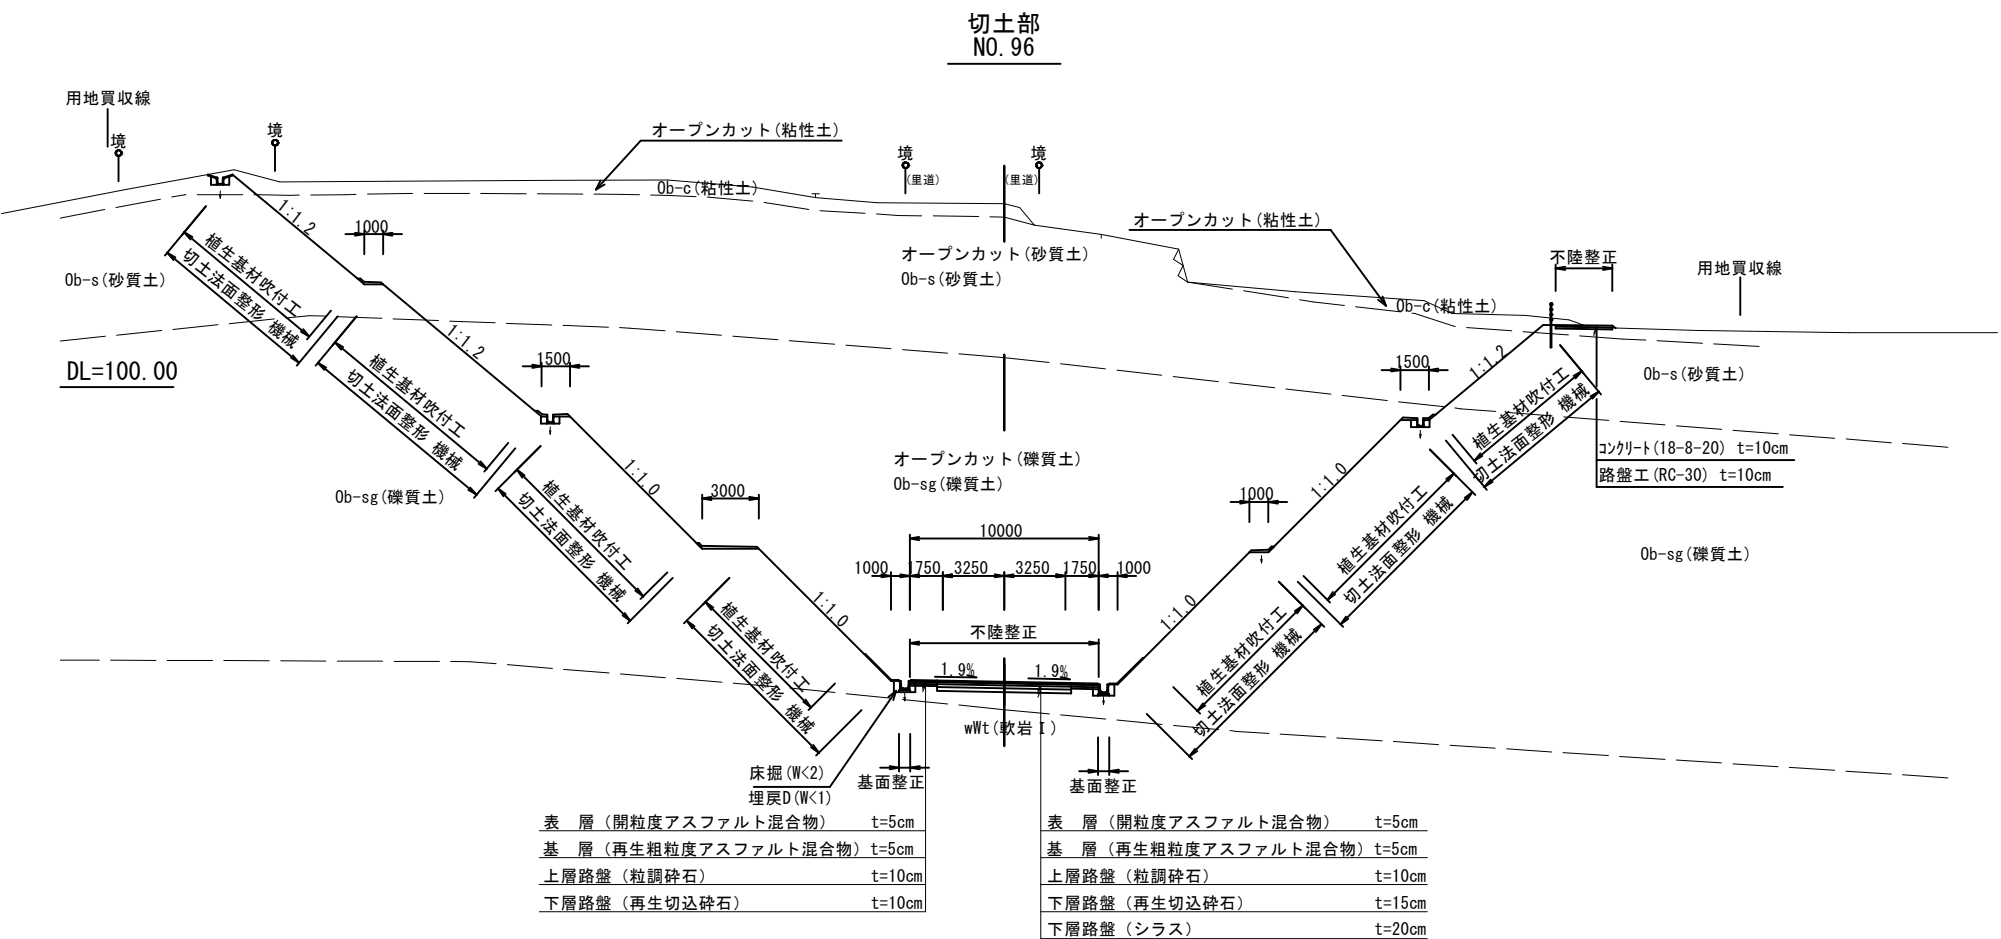 切土部
NO.96
用地買収線
境
境
オープンカット(粘性土)
境
(里道)
境
(里道)
Ob-c(粘性土)
1:1.2
1000
オープンカット(粘性土)
植生基材吹付工
切土法面整形 機械
オープンカット(砂質土)
Ob-s(砂質土)
不陸整正
用地買収線
Ob-s(砂質土)
Ob-c(粘性土)
1:1.2
1500
1500
1:1.2
DL=100.00
植生基材吹付工
切土法面整形 機械
Ob-s(砂質土)
植生基材吹付工
切土法面整形 機械
コンクリート(18-8-20) t=10cm
路盤工(RC-30) t=10cm
オープンカット(礫質土)
Ob-sg(礫質土)
Ob-sg(礫質土)
1:1.0
3000
1000
1:1.0
植生基材吹付工
切土法面整形 機械
植生基材吹付工
切土法面整形 機械
Ob-sg(礫質土)
10000
1000
1750
3250
3250
1750
1000
1:1.0
1:1.0
不陸整正
植生基材吹付工
切土法面整形 機械
植生基材吹付工
切土法面整形 機械
1.9%
1.9%
wWt(軟岩Ⅰ)
床掘(W<2)
埋戻D(W<1)
基面整正
基面整正
表 層(開粒度アスファルト混合物) t=5cm
基 層(再生粗粒度アスファルト混合物) t=5cm
上層路盤(粒調砕石) t=10cm
下層路盤(再生切込砕石) t=10cm
表 層(開粒度アスファルト混合物) t=5cm
基 層(再生粗粒度アスファルト混合物) t=5cm
上層路盤(粒調砕石) t=10cm
下層路盤(再生切込砕石) t=15cm
下層路盤(シラス) t=20cm